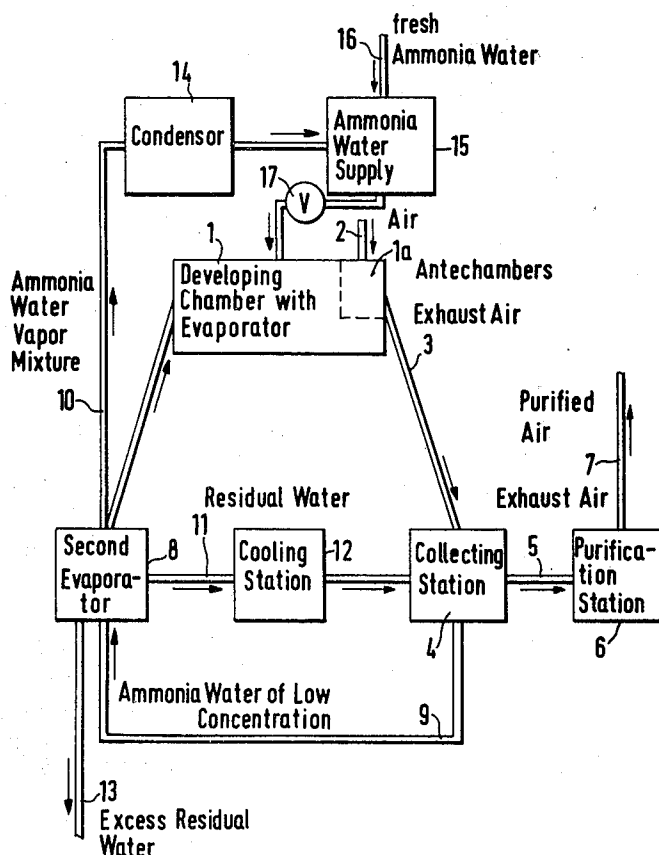 fresh
16 Ammonia Water
14
Condensor
Ammonia
Water
Supply
15
17
V
Air
1
2
1a
Developing
Chamber with
Evaporator
Antechambers
Exhaust Air
3
Ammonia
Water
Vapor
Mixture
10
Purified
Air
7
Exhaust Air
Residual Water
Second
Evapora-
tor
8
11
Cooling
Station
12
Collecting
Station
4
5
Purifica-
tion
Station
6
Ammonia Water of Low
Concentration
9
13
Excess Residual
Water